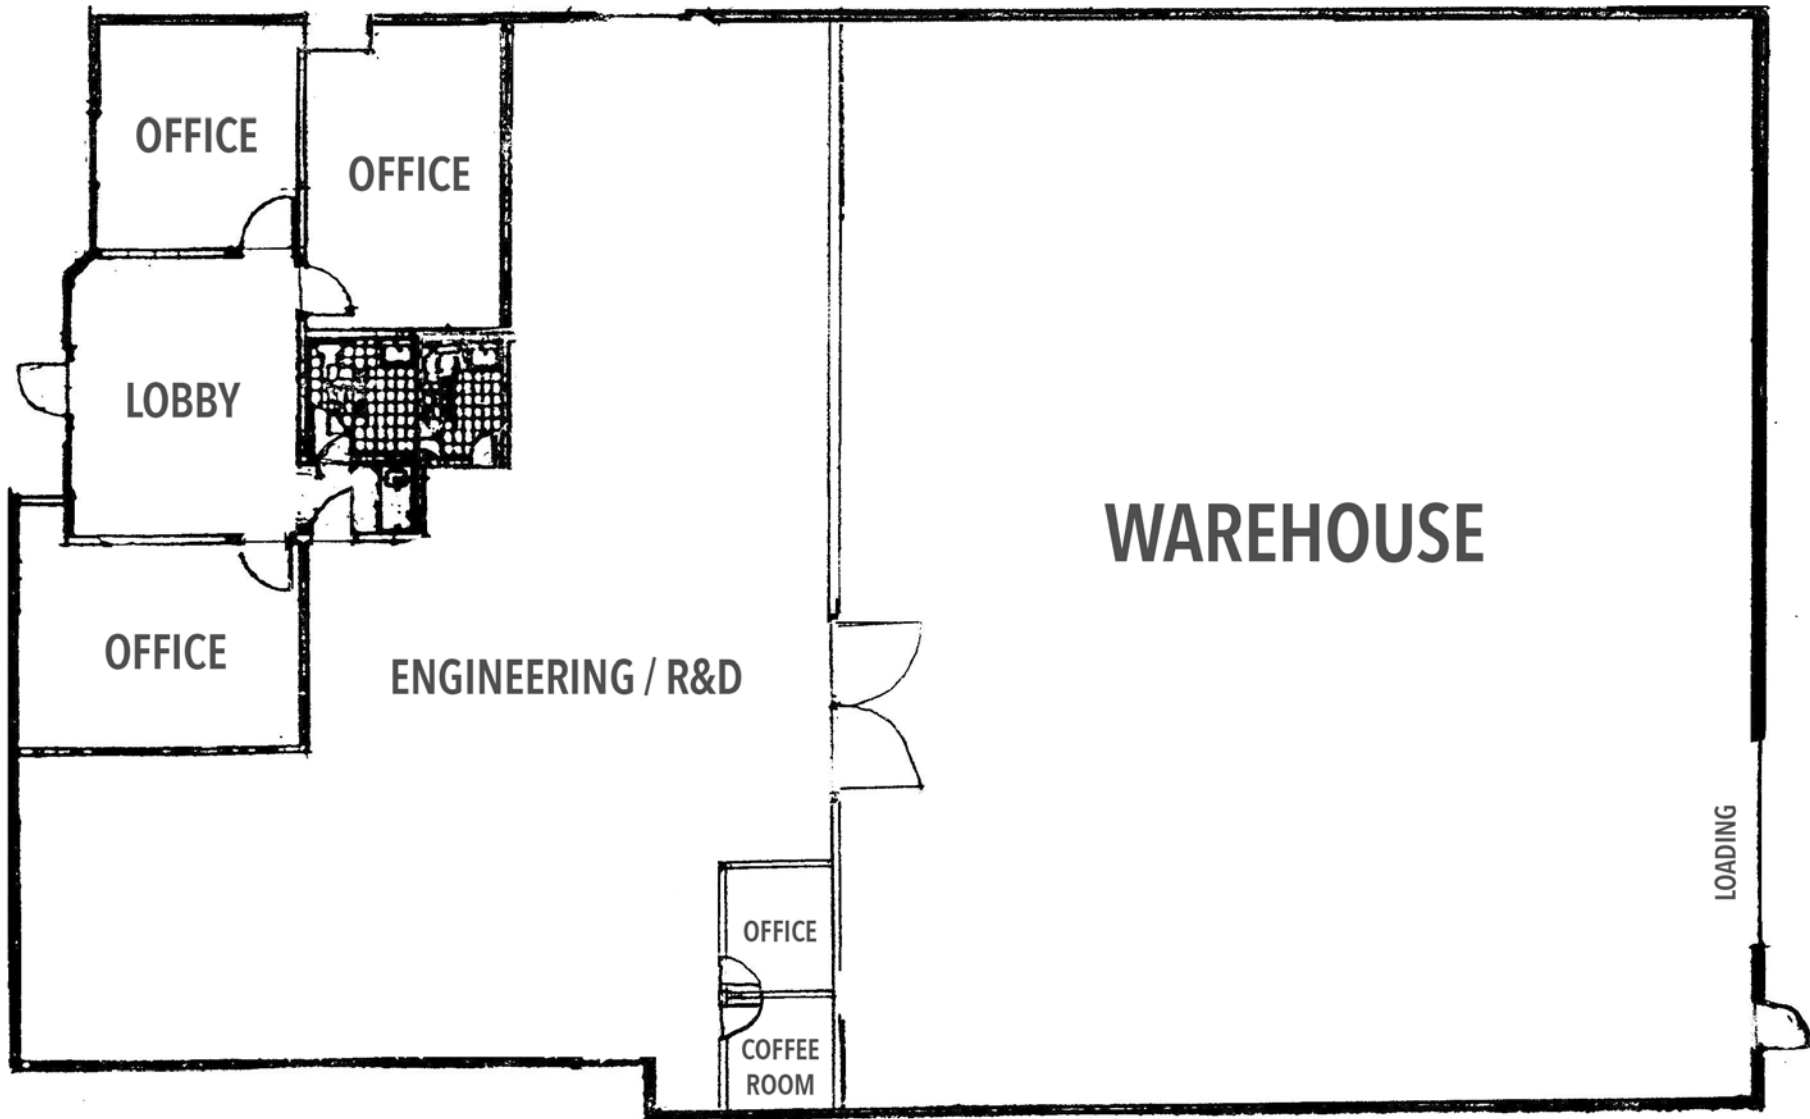 OFFICE
OFFICE
LOBBY
WAREHOUSE
OFFICE
ENGINEERING / R&D
LOADING
OFFICE
COFFEE
ROOM